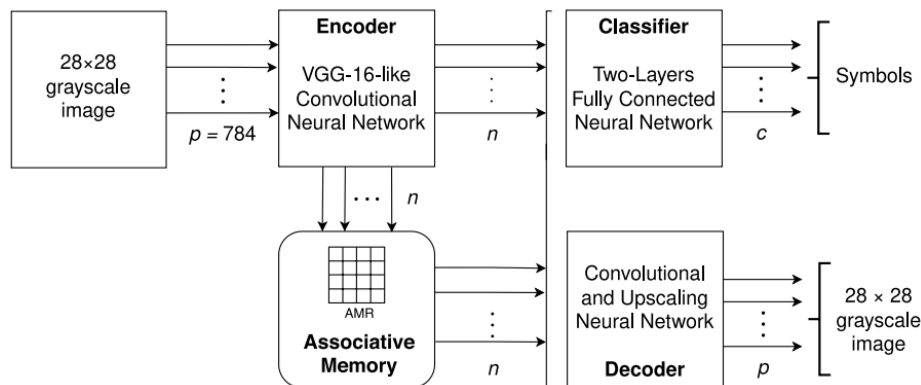 28×28
grayscale
image
p = 784
Encoder
VGG-16-like
Convolutional
Neural Network
n
Classifier
Two-Layers
Fully Connected
Neural Network
c
Symbols
n
AMR
Associative
Memory
n
Convolutional
and Upscaling
Neural Network
Decoder
p
28 × 28
grayscale
image